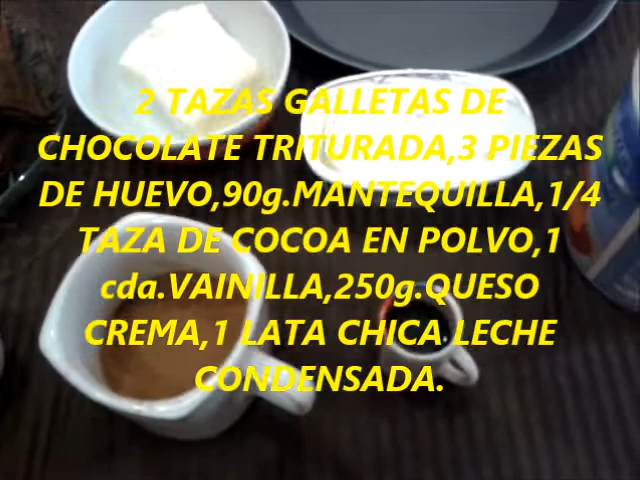 2 TAZAS GALLETAS DE
CHOCOLATE TRITURADA,3 PIEZAS
DE HUEVO,90g.MANTEQUILLA,1/4
TAZA DE COCOA EN POLVO,1
cda.VAINILLA,250g.QUESO
CREMA,1 LATA CHICA LECHE
CONDENSADA.